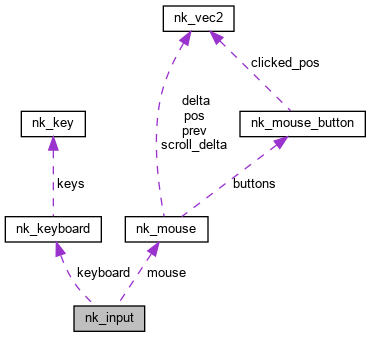 nk_vec2
clicked_pos
delta
pos
prev
scroll_delta
nk_key
nk_mouse_button
keys
buttons
nk_keyboard
nk_mouse
keyboard
mouse
nk_input